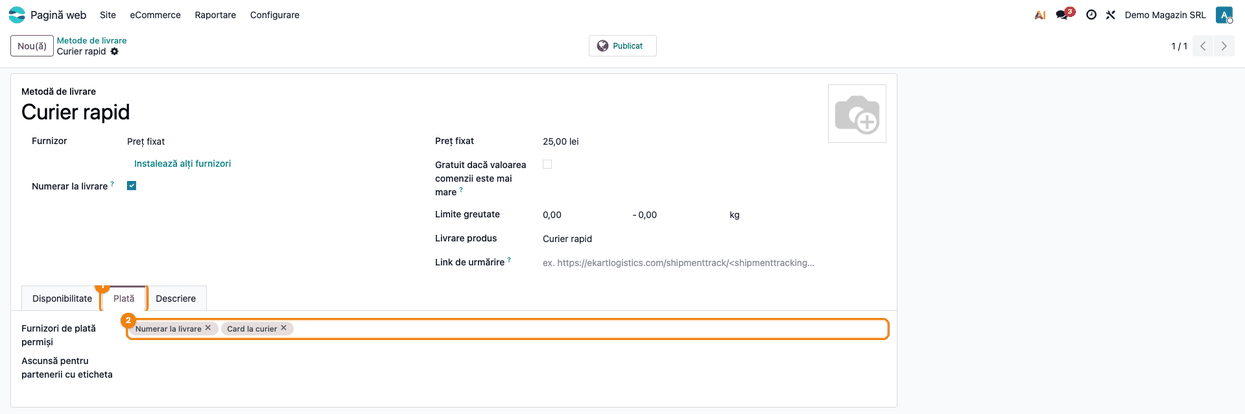 Pagină web Site eCommerce Raportare Configurare AI 3 Demo Magazin SRL A
Nou(ă) Metode de livrare Publicat 1 / 1
Curier rapid
Metodă de livrare
Curier rapid
Furnizor Preț fixat Preț fixat 25,00 lei
Instalează alți furnizori Gratuit dacă valoarea
comenzii este mai
Numerar la livrare ? mare ?
Limite greutate 0,00 - 0,00 kg
Livrare produs Curier rapid
Link de urmărire ? ex. https://ekartlogistics.com/shipmenttrack/<shipmenttracking...
Disponibilitate Plată Descriere
2
Furnizori de plată Numerar la livrare × Card la curier ×
permiși
Ascunsă pentru
partenerii cu eticheta